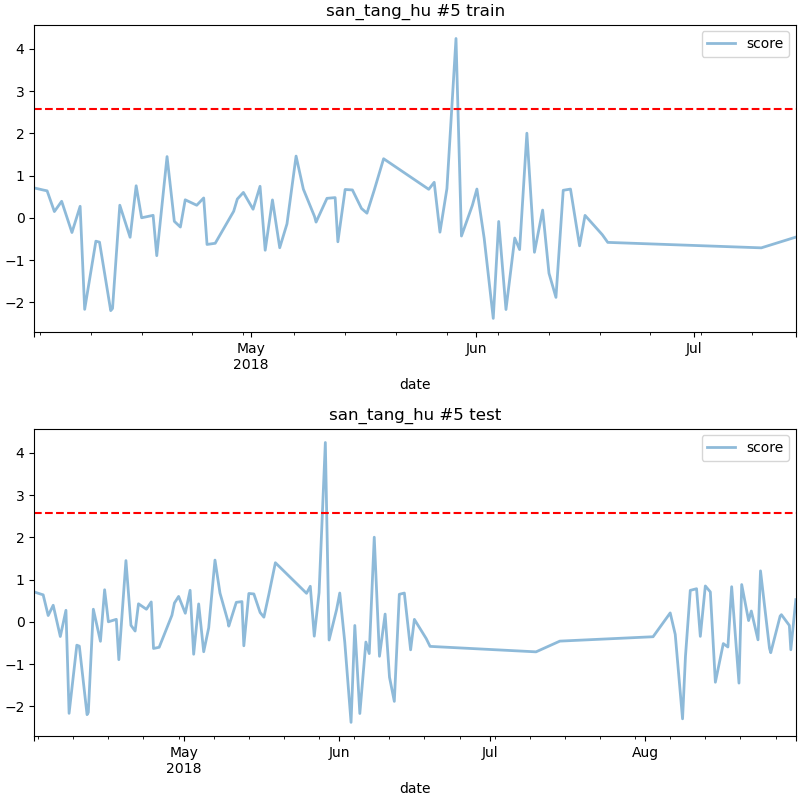 san_tang_hu #5 train
score
4
3
2
1
0
−1
−2
May
2018
Jun
Jul
date
san_tang_hu #5 test
score
4
3
2
1
0
−1
−2
May
2018
Jun
Jul
Aug
date